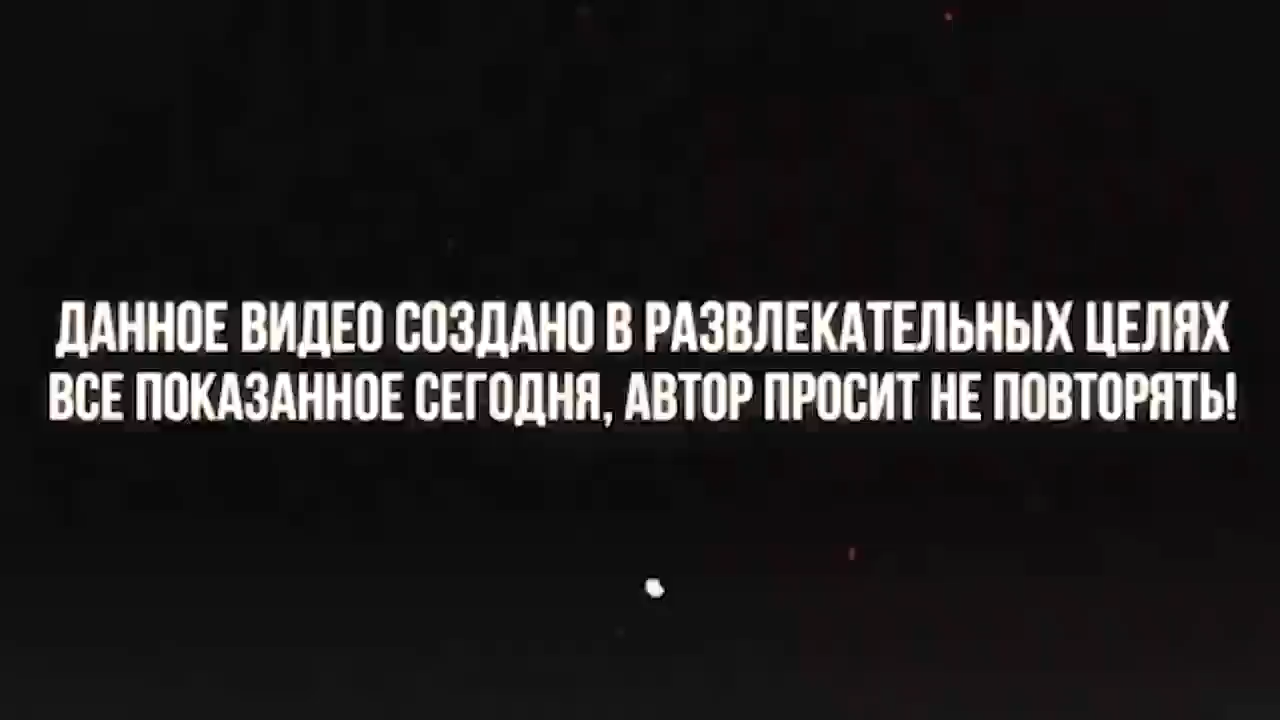 ДАННОЕ ВИДЕО СОЗДАНО В РАЗВЛЕКАТЕЛЬНЫХ ЦЕЛЯХ
ВСЕ ПОКАЗАННОЕ СЕГОДНЯ, АВТОР ПРОСИТ НЕ ПОВТОРЯТЬ!